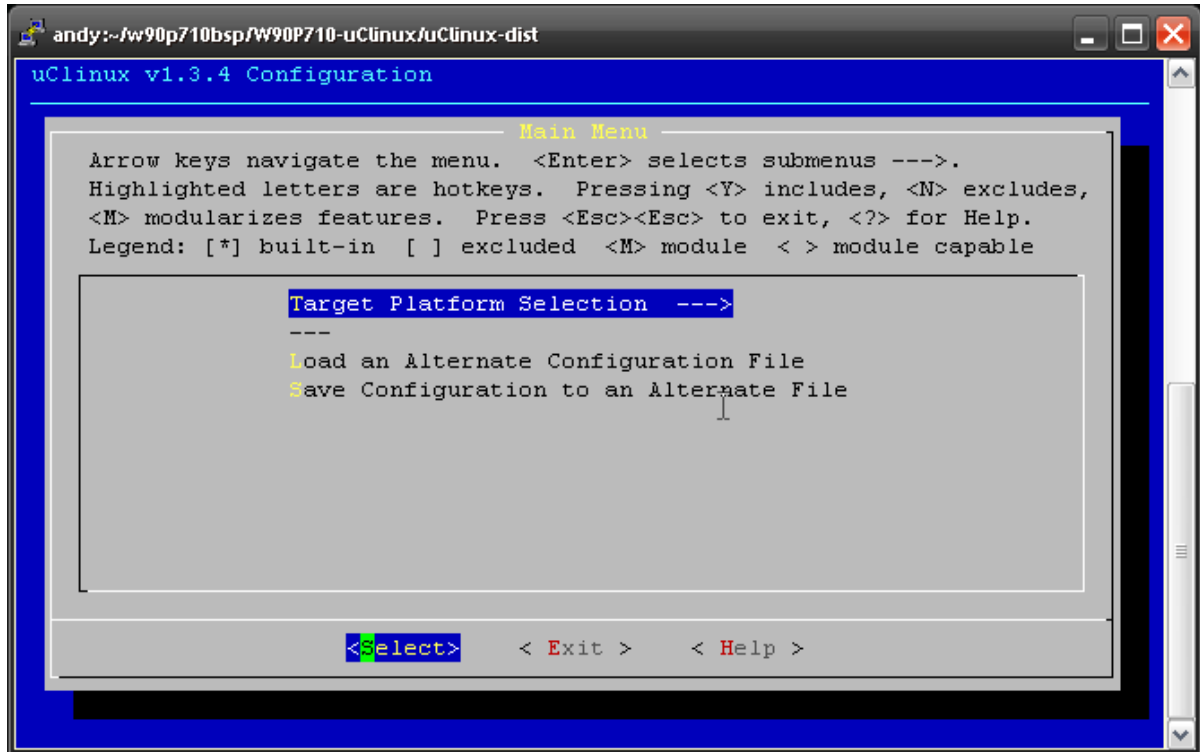 andy:~/w90p710bsp/W90P710-uClinux/uClinux-dist
uClinux v1.3.4 Configuration
Main Menu
Arrow keys navigate the menu.  <Enter> selects submenus --->.
Highlighted letters are hotkeys.  Pressing <Y> includes, <N> excludes,
<M> modularizes features.  Press <Esc><Esc> to exit, <?> for Help.
Legend: [*] built-in  [ ] excluded  <M> module  < > module capable
Target Platform Selection  --->
---
Load an Alternate Configuration File
Save Configuration to an Alternate File
<Select>    < Exit >    < Help >